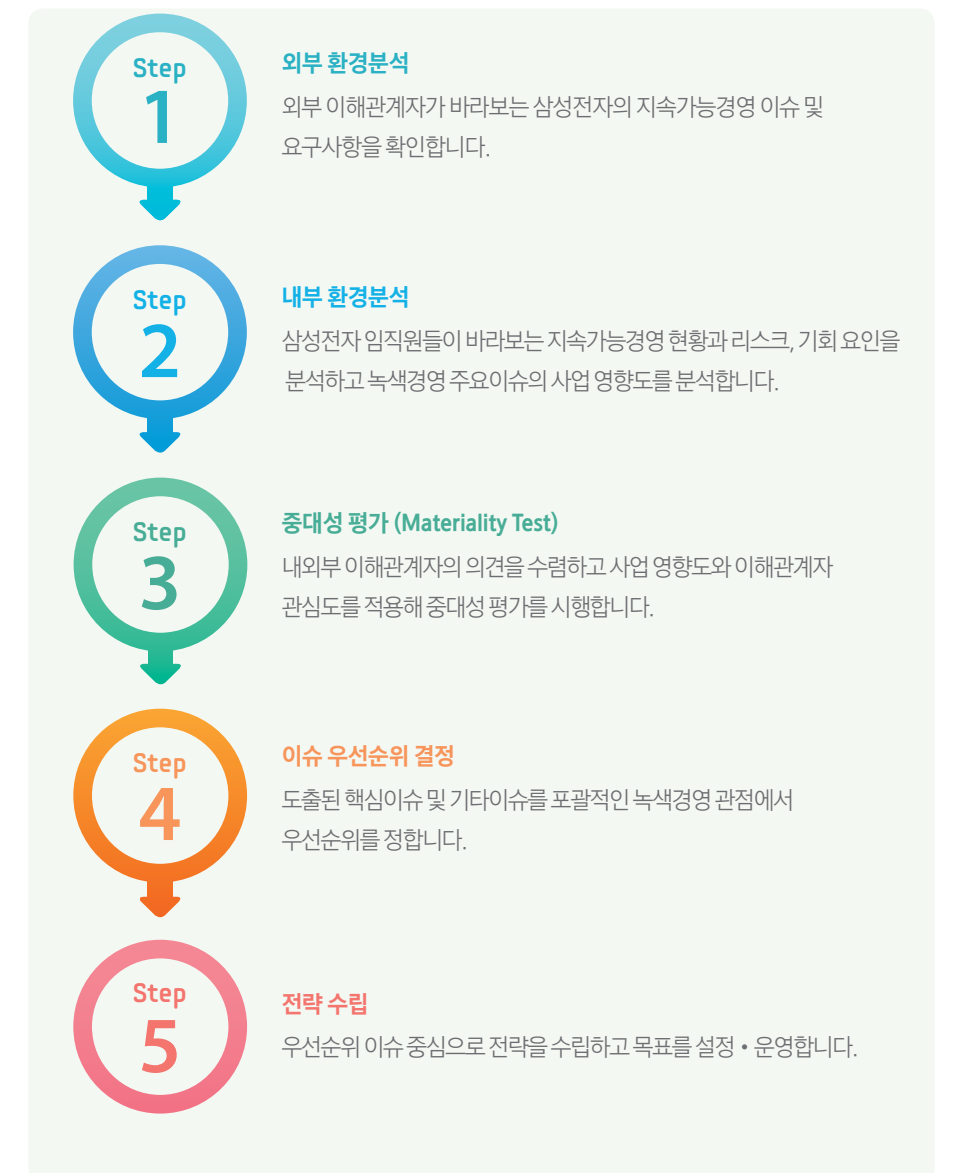 Step
1
외부 환경분석
외부 이해관계자가 바라보는 삼성전자의 지속가능경영 이슈 및
요구사항을 확인합니다.
Step
2
내부 환경분석
삼성전자 임직원들이 바라보는 지속가능경영 현황과 리스크, 기회 요인을
분석하고 녹색경영 주요이슈의 사업 영향도를 분석합니다.
Step
3
중대성 평가 (Materiality Test)
내외부 이해관계자의 의견을 수렴하고 사업 영향도와 이해관계자
관심도를 적용해 중대성 평가를 시행합니다.
Step
4
이슈 우선순위 결정
도출된 핵심이슈 및 기타이슈를 포괄적인 녹색경영 관점에서
우선순위를 정합니다.
Step
5
전략 수립
우선순위 이슈 중심으로 전략을 수립하고 목표를 설정 • 운영합니다.